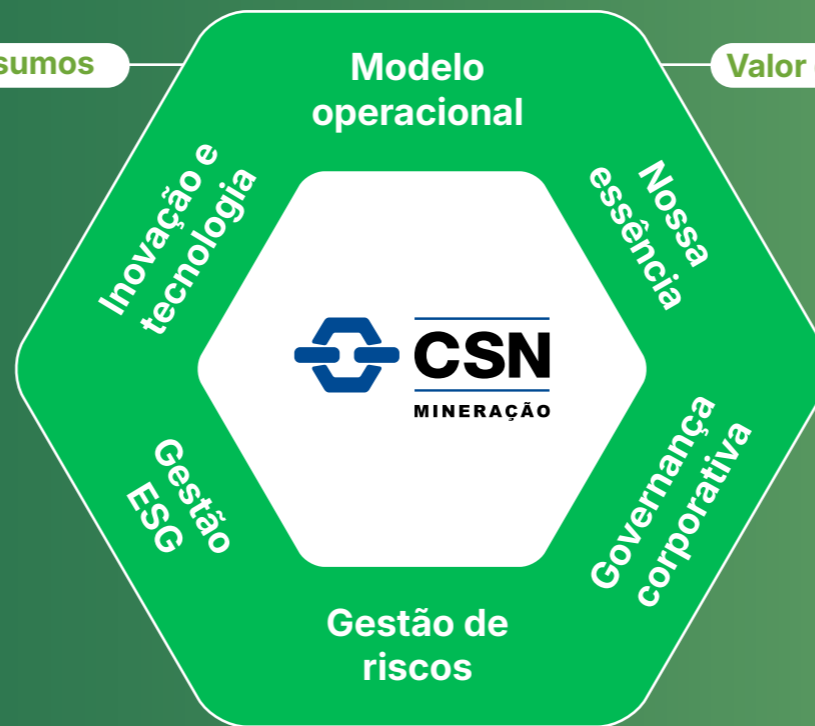 sumos
Valor
Modelo
operacional
Inovação e
tecnologia
Nossa
essência
CSN
MINERAÇÃO
Gestão
ESG
Governança
corporativa
Gestão de
riscos